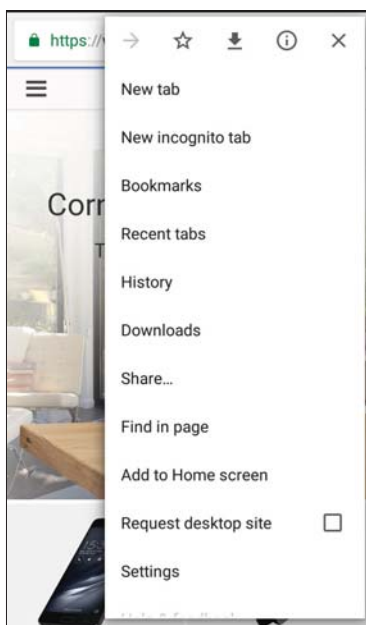 https://
New tab
New incognito tab
Bookmarks
Corr
Recent tabs
History
Downloads
Share...
Find in page
Add to Home screen
Request desktop site
Settings